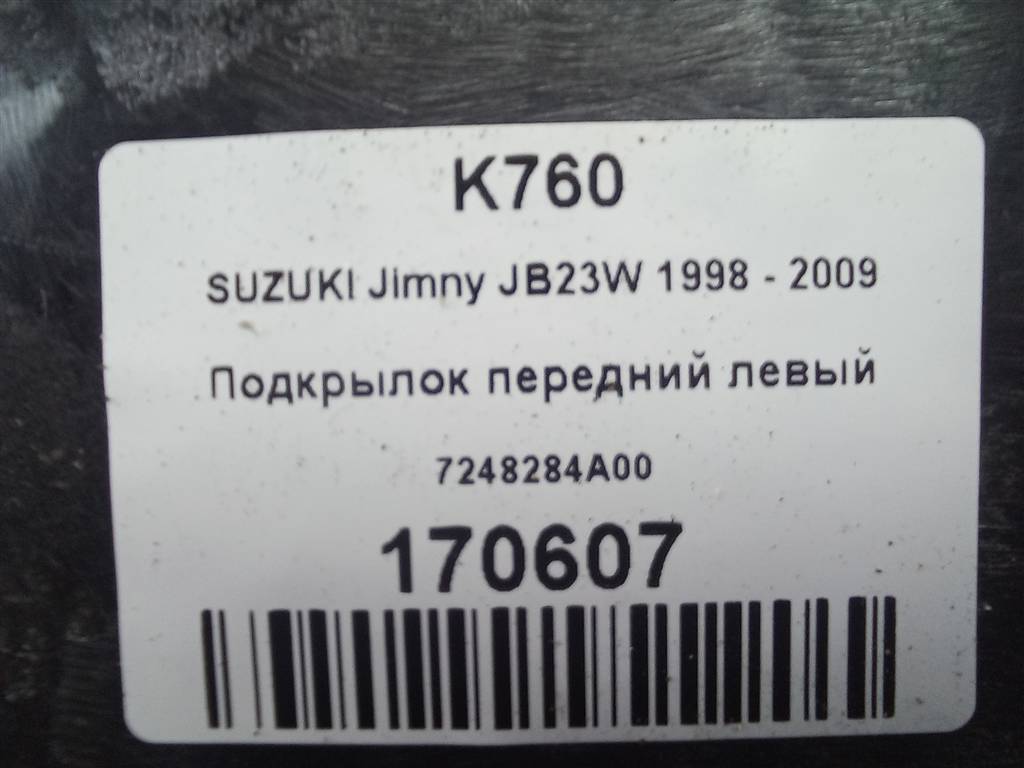 K760
SUZUKI Jimny JB23W 1998 - 2009
Подкрылок передний левый
7248284A00
170607